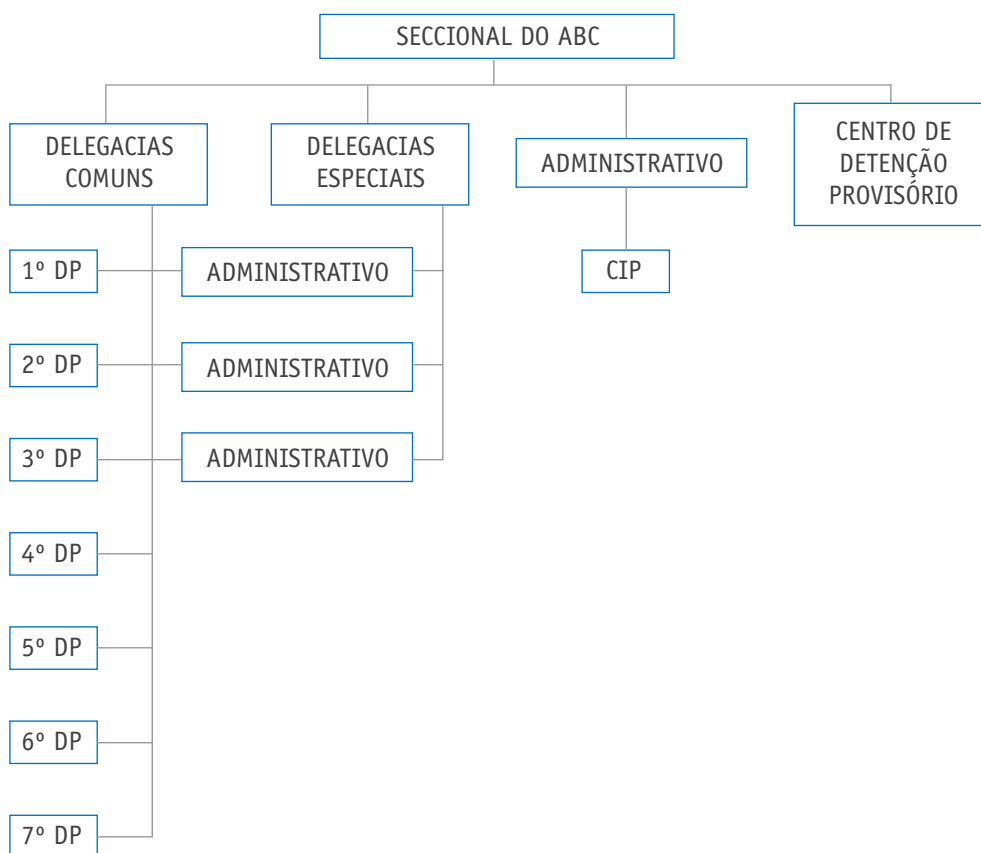 SECCIONAL DO ABC
DELEGACIAS
COMUNS
DELEGACIAS
ESPECIAIS
ADMINISTRATIVO
CENTRO DE
DETENÇÃO
PROVISÓRIO
1º DP
ADMINISTRATIVO
CIP
2º DP
ADMINISTRATIVO
3º DP
ADMINISTRATIVO
4º DP
5º DP
6º DP
7º DP